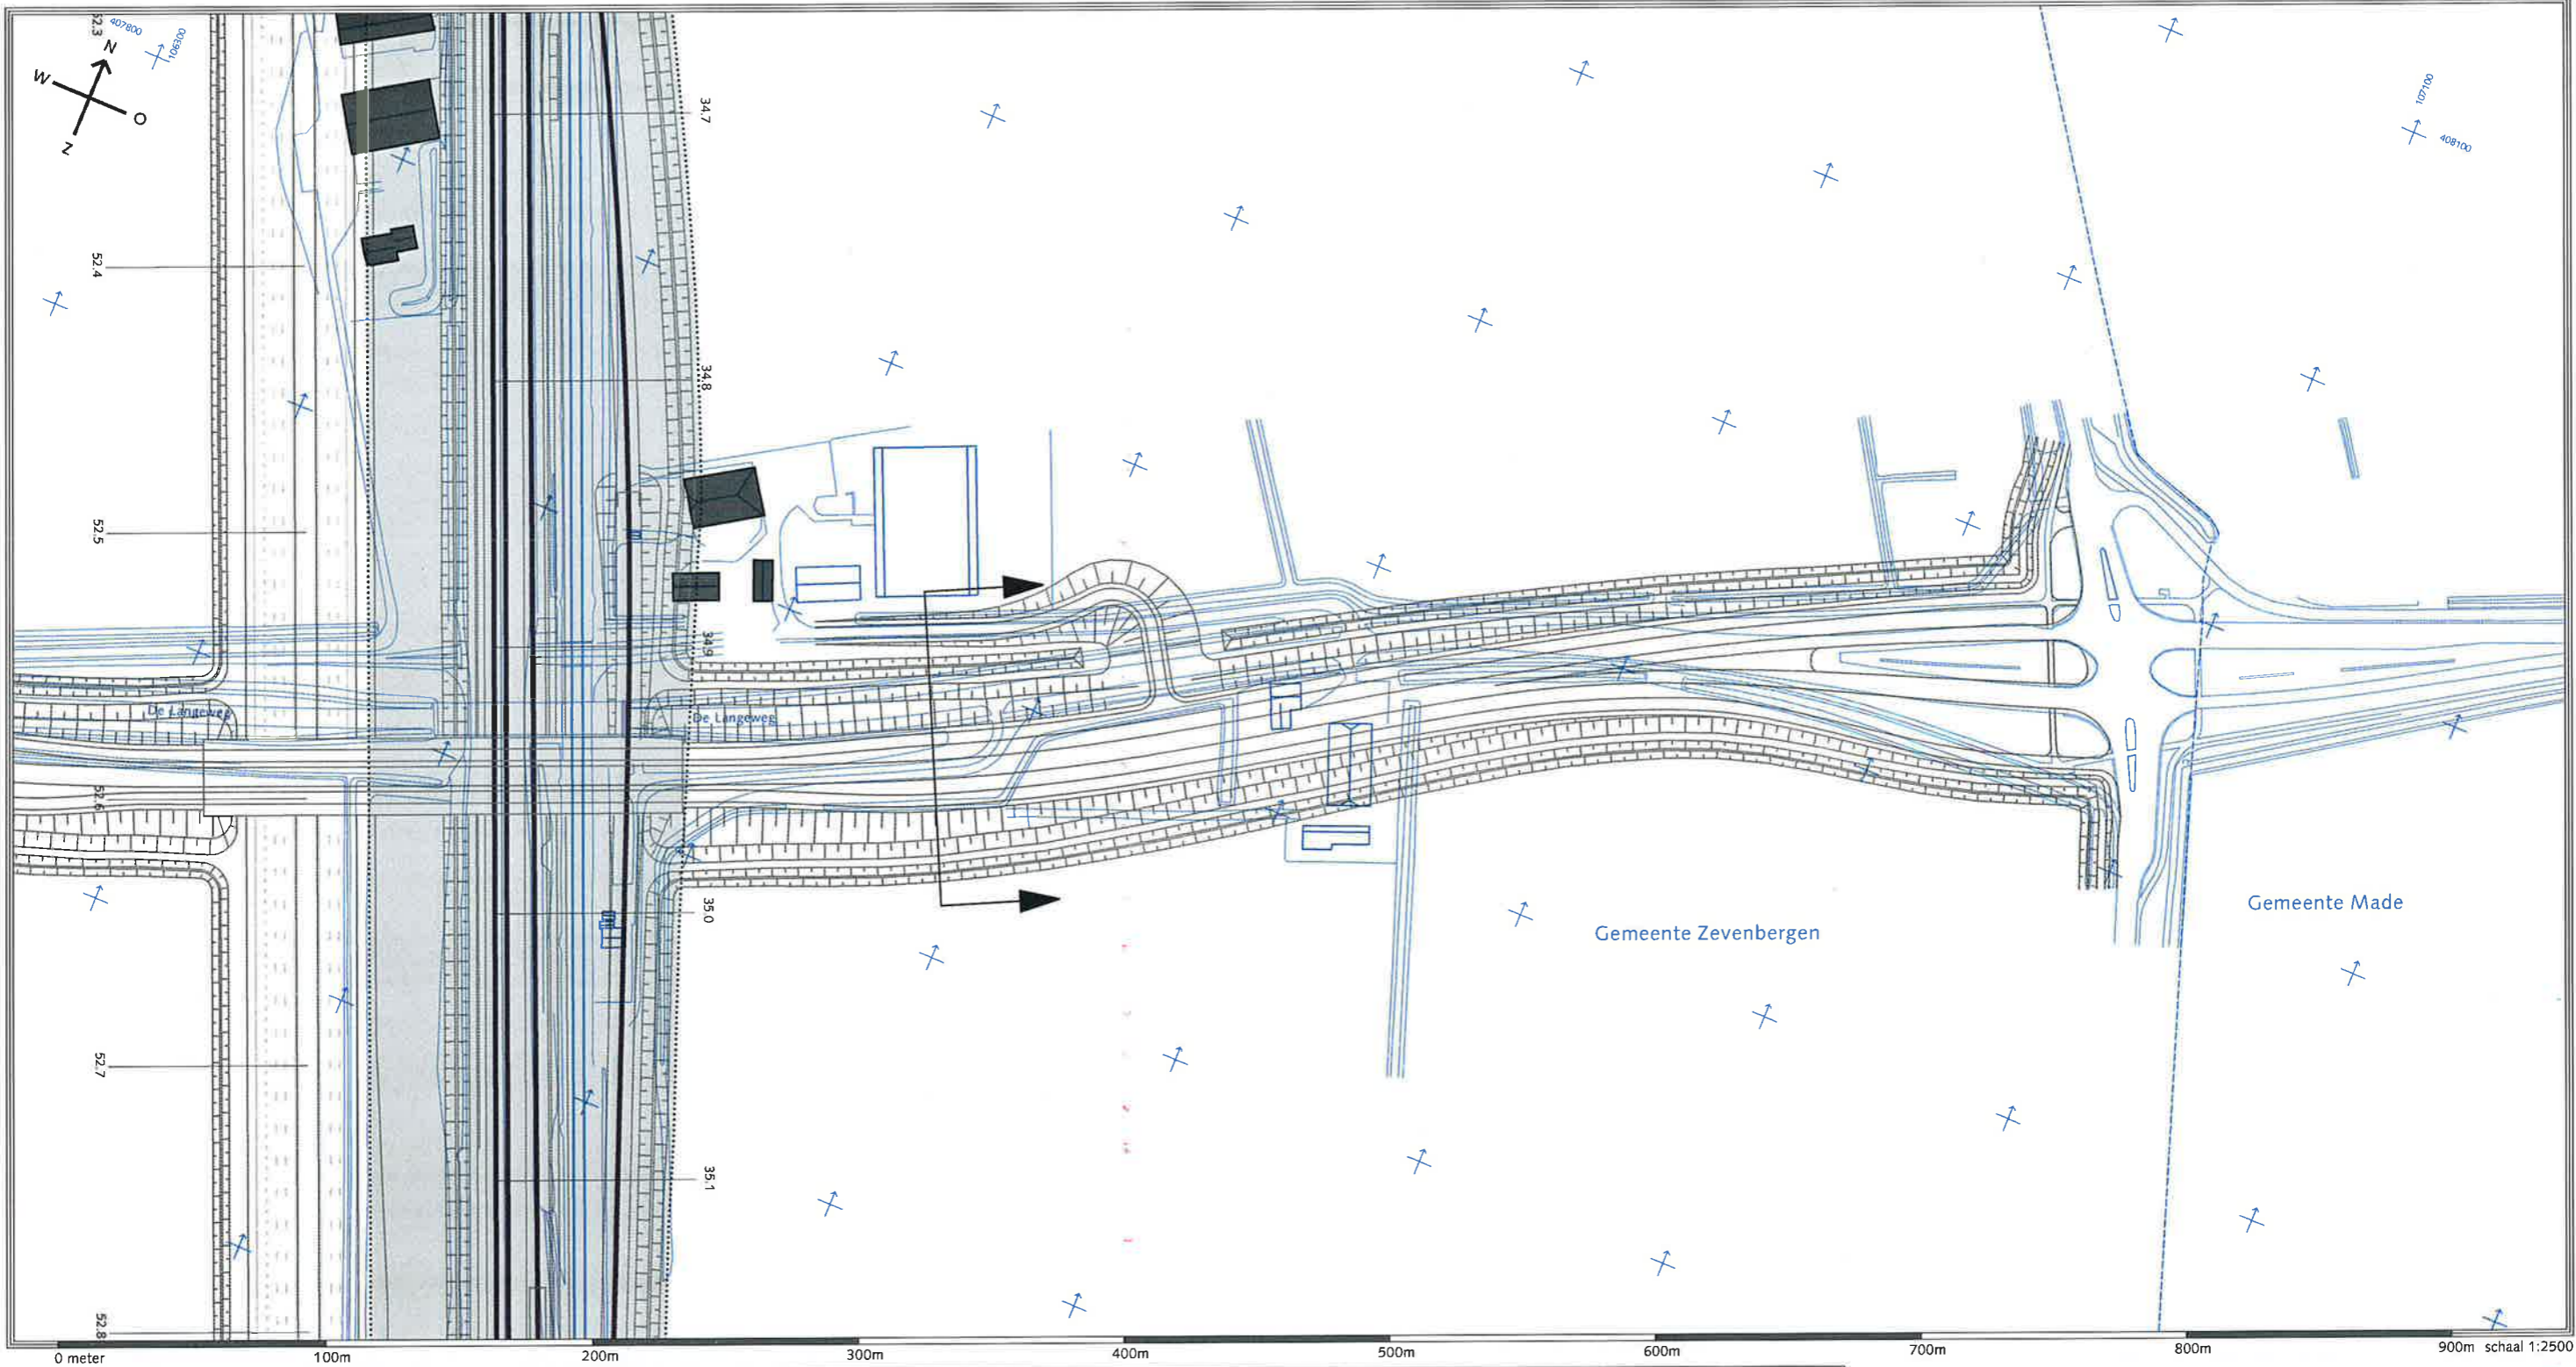 52.3
407800
106300
N
W
O
Z
34.7
107100
408100
52.4
34.8
52.5
34.9
De Langeweg
De Langeweg
52.6
35.0
Gemeente Zevenbergen
Gemeente Made
52.7
35.1
52.8
0 meter
100m
200m
300m
400m
500m
600m
700m
800m
900m schaal 1:2500